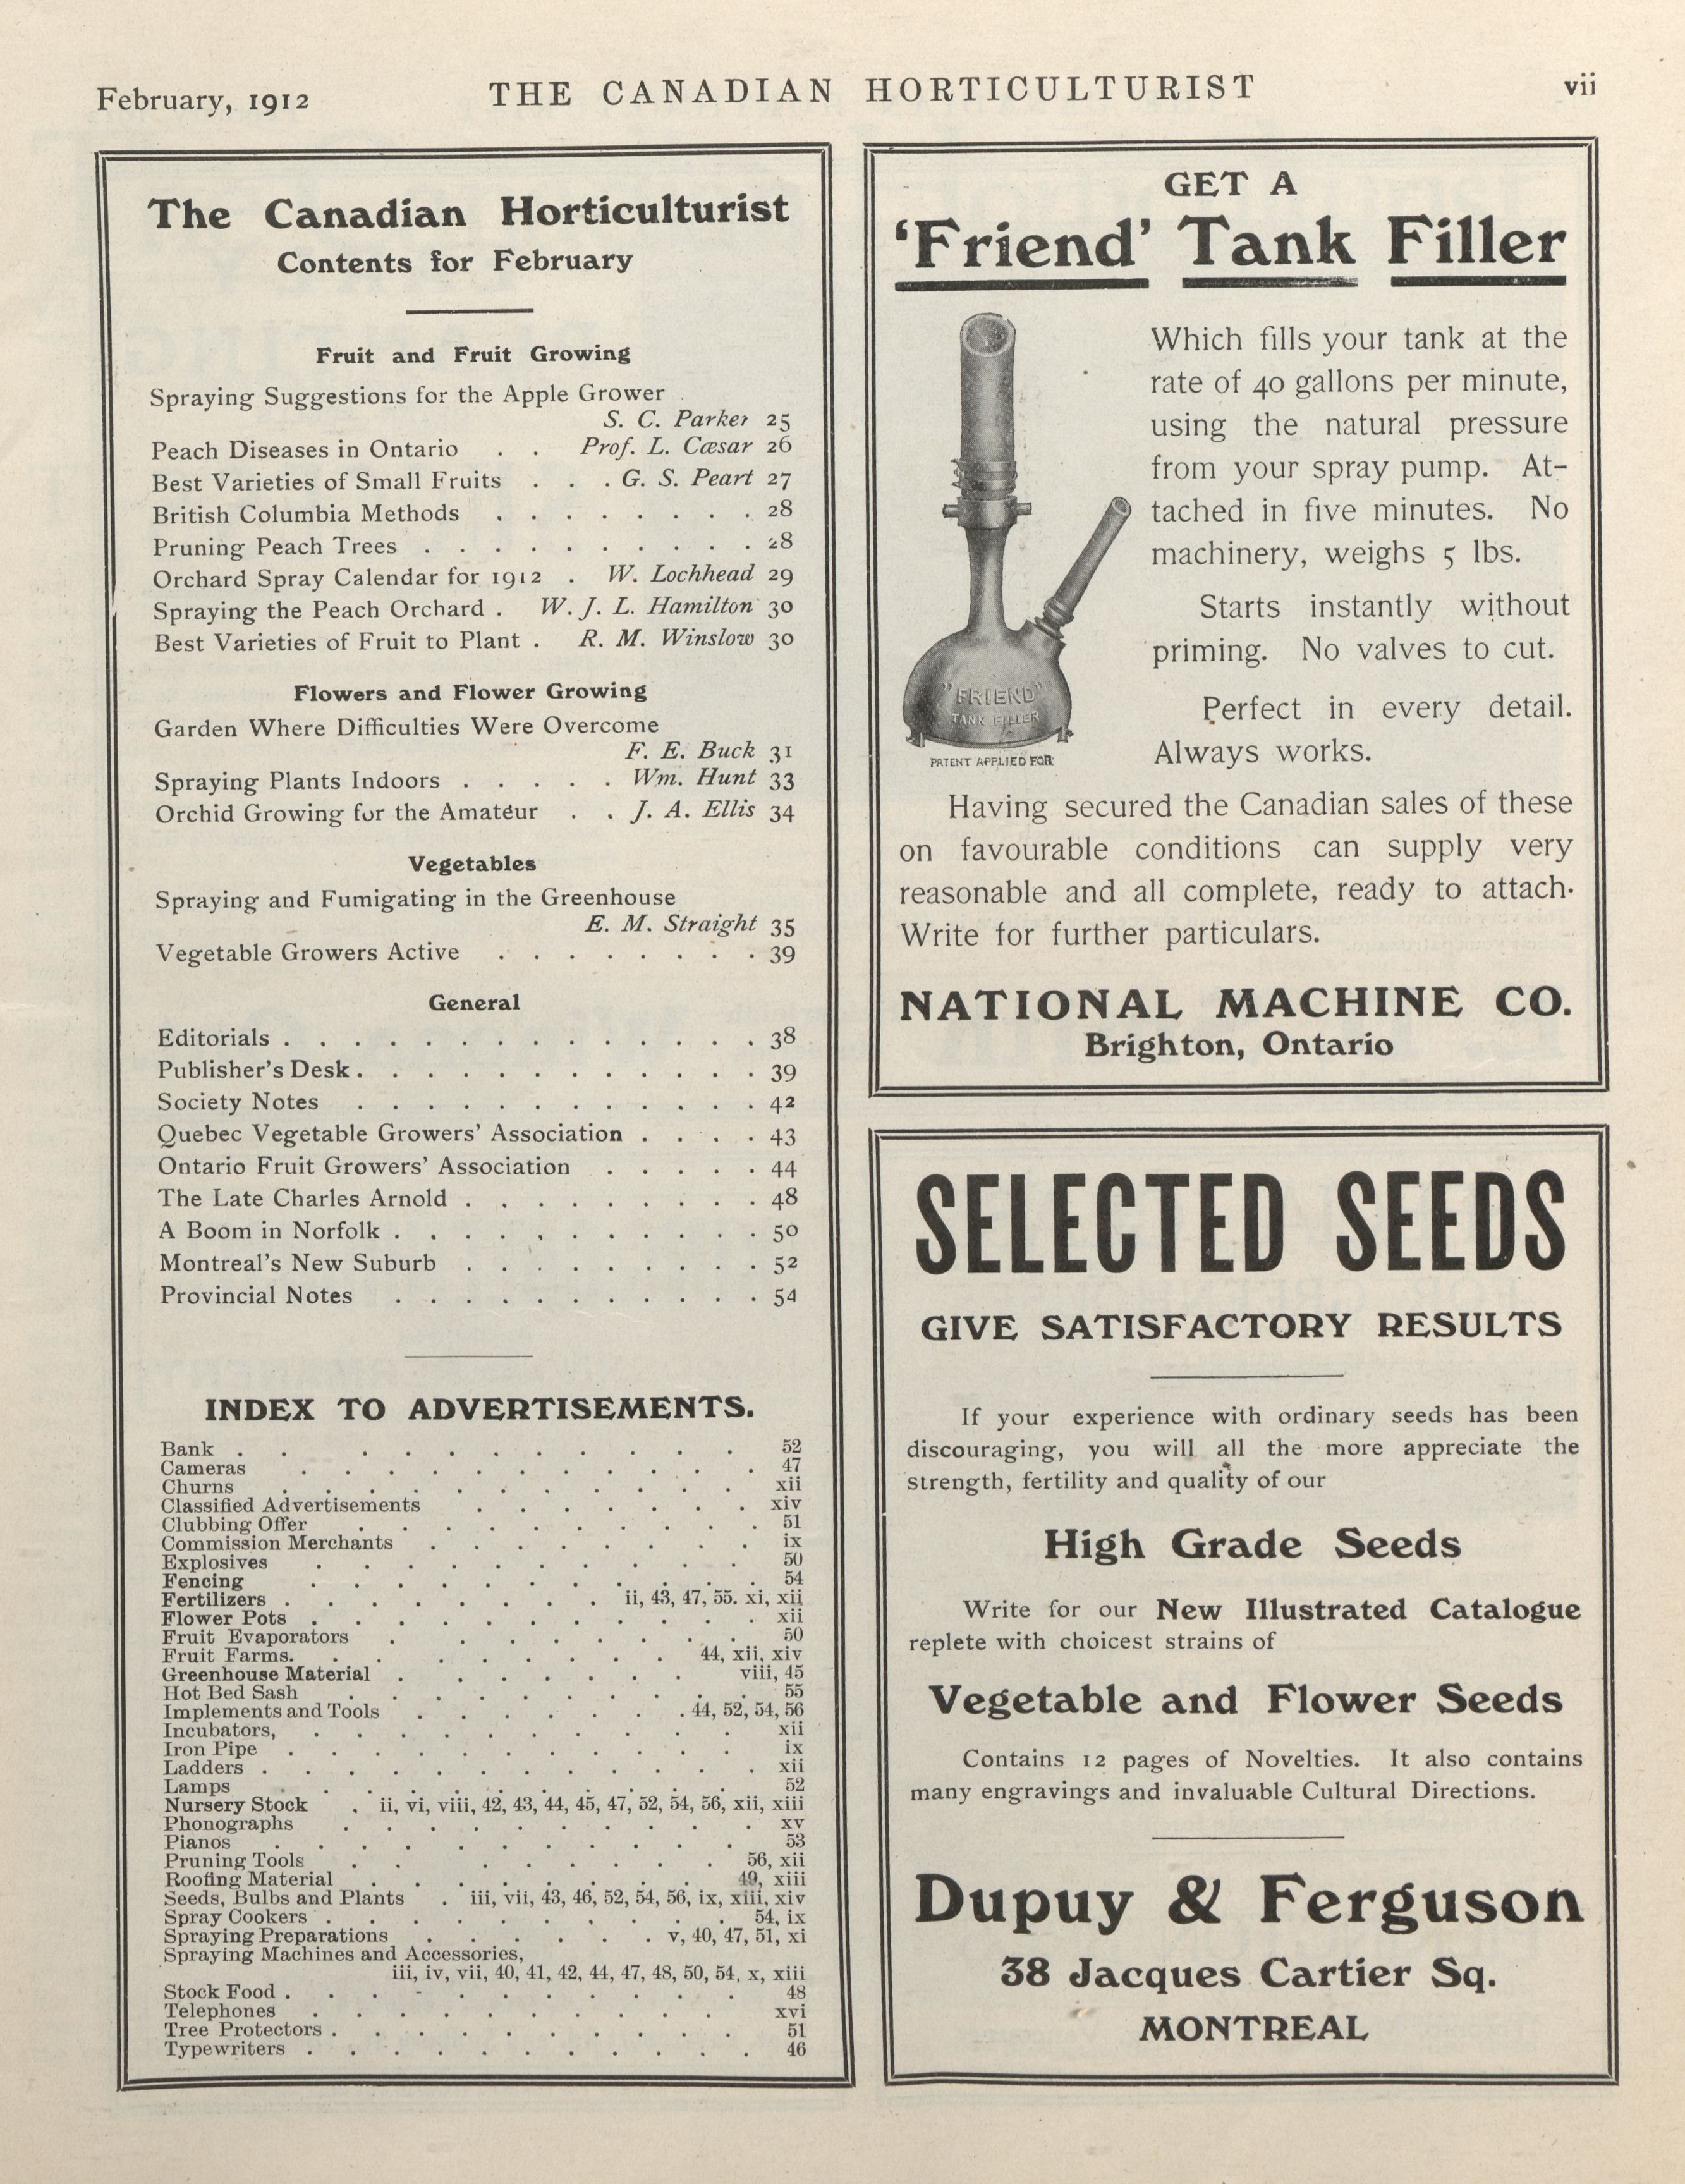 February, 1912
THE CANADIAN HORTICULTURIST
vii
The Canadian Horticulturist
Contents for February
Fruit and Fruit Growing
Spraying Suggestions for the Apple Grower
S. C. Parker 25
Peach Diseases in Ontario . . Prof. L. Cæsar 26
Best Varieties of Small Fruits . . . G. S. Peart 27
British Columbia Methods . . . . . . . . 28
Pruning Peach Trees . . . . . . . . . . 28
Orchard Spray Calendar for 1912 . W. Lochhead 29
Spraying the Peach Orchard . W. J. L. Hamilton 30
Best Varieties of Fruit to Plant . R. M. Winslow 30
Flowers and Flower Growing
Garden Where Difficulties Were Overcome
F. E. Buck 31
Spraying Plants Indoors . . . . . Wm. Hunt 33
Orchid Growing for the Amateur . . J. A. Ellis 34
Vegetables
Spraying and Fumigating in the Greenhouse
E. M. Straight 35
Vegetable Growers Active . . . . . . . . 39
General
Editorials . . . . . . . . . . . . . . 38
Publisher's Desk . . . . . . . . . . . . 39
Society Notes . . . . . . . . . . . . 42
Quebec Vegetable Growers' Association . . . . 43
Ontario Fruit Growers' Association . . . . . 44
The Late Charles Arnold . . . . . . . . . 48
A Boom in Norfolk . . . . . . . . . . . 50
Montreal's New Suburb . . . . . . . . . 52
Provincial Notes . . . . . . . . . . . 54
INDEX TO ADVERTISEMENTS.
Bank . . . . . . . . . . . 52
Cameras . . . . . . . . . . . 47
Churns . . . . . . . . . . . xii
Classified Advertisements . . . . . . . xiv
Clubbing Offer . . . . . . . . . . 51
Commission Merchants . . . . . . . . ix
Explosives . . . . . . . . . . 50
Fencing . . . . . . . . . . . 54
Fertilizers . . . . . . . . ii, 43, 47, 55. xi, xii
Flower Pots . . . . . . . . . . . xii
Fruit Evaporators . . . . . . . . 50
Fruit Farms. . . . . . . . . 44, xii, xiv
Greenhouse Material . . . . . . . viii, 45
Hot Bed Sash . . . . . . . . . . 55
Implements and Tools . . . . . . . 44, 52, 54, 56
Incubators, . . . . . . . . . . xii
Iron Pipe . . . . . . . . . . . ix
Ladders . . . . . . . . . . . . xii
Lamps . . . . . . . . . . . 52
Nursery Stock . ii, vi, viii, 42, 43, 44, 45, 47, 52, 54, 56, xii, xiii
Phonographs . . . . . . . . . . xv
Pianos . . . . . . . . . . . 53
Pruning Tools . . . . . . . . 56, xii
Roofing Material . . . . . . . . 49, xiii
Seeds, Bulbs and Plants . iii, vii, 43, 46, 52, 54, 56, ix, xiii, xiv
Spray Cookers . . . . . . . . . . 54, ix
Spraying Preparations . . . . . . v, 40, 47, 51, xi
Spraying Machines and Accessories,
iii, iv, vii, 40, 41, 42, 44, 47, 48, 50, 54, x, xiii
Stock Food . . . . . . . . . . . 48
Telephones . . . . . . . . . . . xvi
Tree Protectors . . . . . . . . . . 51
Typewriters . . . . . . . . . . . 46
GET A
'Friend' Tank Filler
"FRIEND"
TANK FILLER
PATENT APPLIED FOR
Which fills your tank at the
rate of 40 gallons per minute,
using the natural pressure
from your spray pump. At-
tached in five minutes. No
machinery, weighs 5 lbs.
Starts instantly without
priming. No valves to cut.
Perfect in every detail.
Always works.
Having secured the Canadian sales of these
on favourable conditions can supply very
reasonable and all complete, ready to attach.
Write for further particulars.
NATIONAL MACHINE CO.
Brighton, Ontario
SELECTED SEEDS
GIVE SATISFACTORY RESULTS
If your experience with ordinary seeds has been
discouraging, you will all the more appreciate the
strength, fertility and quality of our
High Grade Seeds
Write for our New Illustrated Catalogue
replete with choicest strains of
Vegetable and Flower Seeds
Contains 12 pages of Novelties. It also contains
many engravings and invaluable Cultural Directions.
Dupuy & Ferguson
38 Jacques Cartier Sq.
MONTREAL